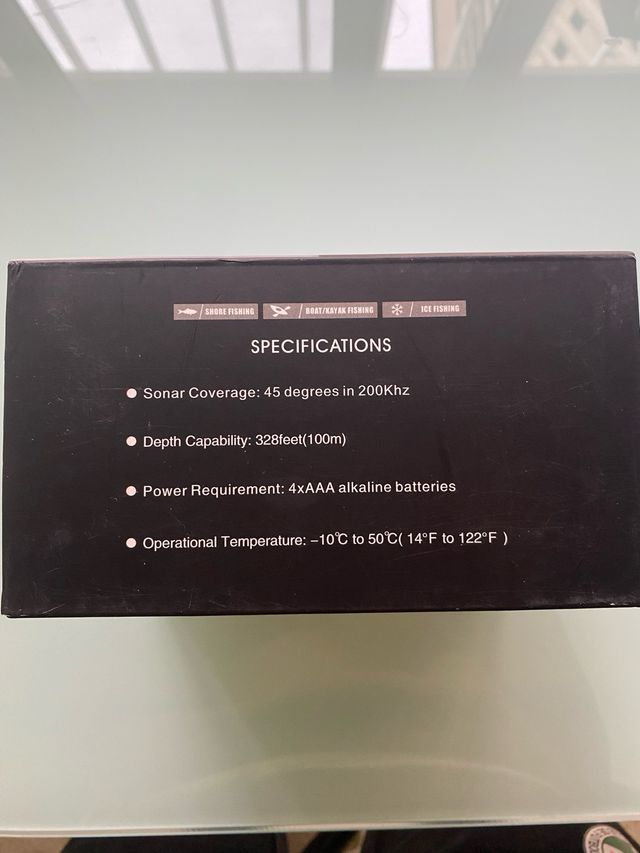 SHORE FISHING BOAT/KAYAK FISHING ICE FISHING
SPECIFICATIONS
● Sonar Coverage: 45 degrees in 200Khz
● Depth Capability: 328feet(100m)
● Power Requirement: 4xAAA alkaline batteries
● Operational Temperature: –10℃ to 50℃( 14°F to 122°F )